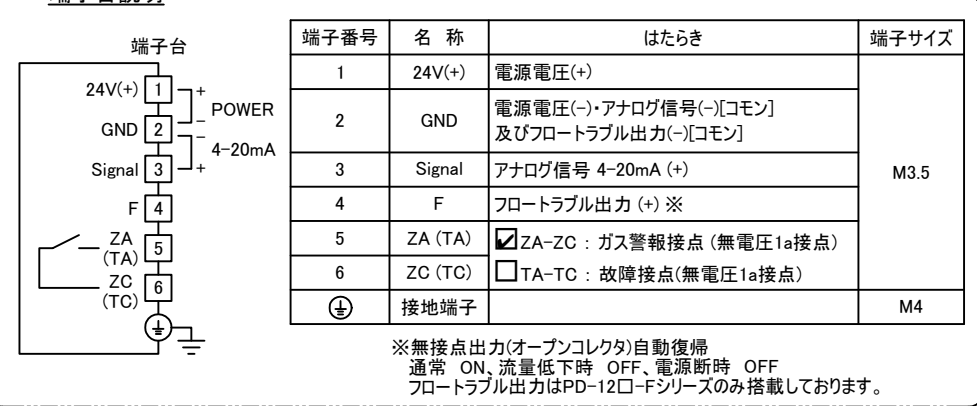 端子台説明
端子台
24V(+) 1 +
POWER
GND 2 −
−
4-20mA
Signal 3 +
F 4
ZA
(TA) 5
ZC
(TC) 6
端子番号 名 称 はたらき 端子サイズ
1 24V(+) 電源電圧(+)
2 GND 電源電圧(−)・アナログ信号(−)[コモン]
及びフロートラブル出力(−)[コモン]
3 Signal アナログ信号 4-20mA (+)
M3.5
4 F フロートラブル出力 (+) ※
5 ZA (TA) ☑ZA-ZC : ガス警報接点 (無電圧1a接点)
6 ZC (TC) □TA-TC : 故障接点(無電圧1a接点)
接地端子 M4
※無接点出力(オープンコレクタ)自動復帰
通常 ON、流量低下時 OFF、電源断時 OFF
フロートラブル出力はPD-12□-Fシリーズのみ搭載しております。